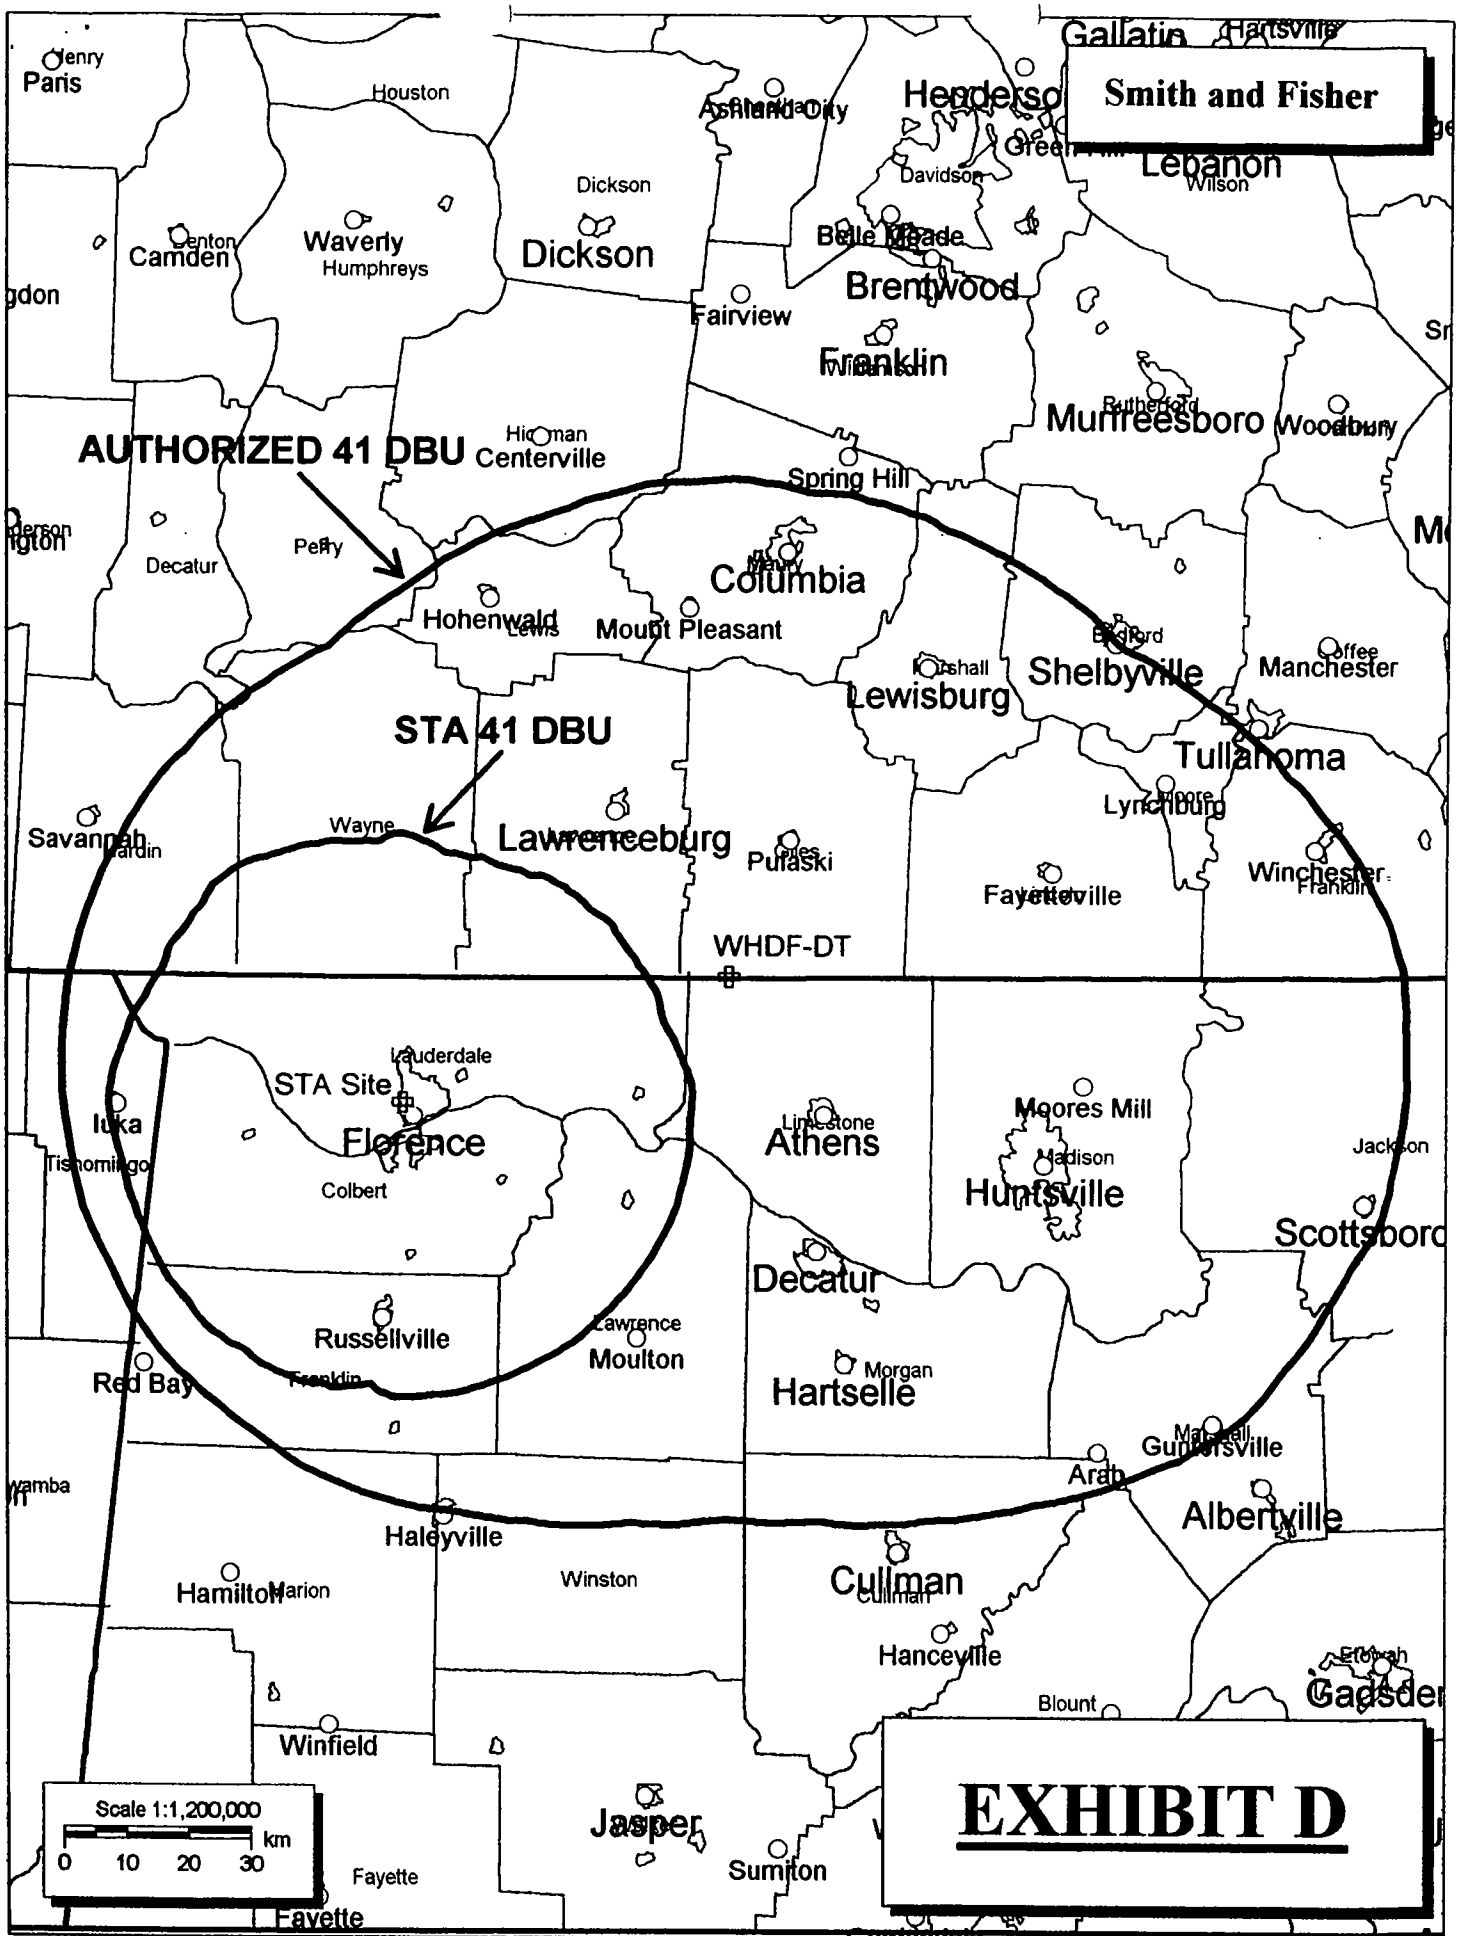 Gallatin
Hartsville
Henry
Paris
Houston
Ashland City
Henderso
Smith and Fisher
Green Hill
Lebanon
Wilson
Davidson
Dickson
Dickson
Benton
Camden
Waverly
Humphreys
Belle Meade
Brentwood
gdon
Fairview
Franklin
Williamson
Sr
Rutherford
Murfreesboro
Woodbury
AUTHORIZED 41 DBU
Hickman
Centerville
Spring Hill
derson
ngton
Perry
Decatur
Maury
Columbia
Hohenwald
Lewis
Mount Pleasant
Bedford
Shelbyville
Marshall
Lewisburg
Coffee
Manchester
STA 41 DBU
Tullahoma
Moore
Lynchburg
Savannah
Hardin
Wayne
Lawrenceburg
Giles
Pulaski
Fayetteville
Lincoln
Winchester
Franklin
WHDF-DT
Lauderdale
STA Site
Iuka
Florence
Tishomingo
Colbert
Limestone
Athens
Moores Mill
Madison
Huntsville
Jackson
Scottsboro
Decatur
Russellville
Lawrence
Moulton
Franklin
Red Bay
Morgan
Hartselle
Marshall
Guntersville
Arab
Albertville
wamba
Haleyville
Hamilton
Marion
Winston
Cullman
Cullman
Hanceville
Etowah
Gadsden
Blount
Winfield
Scale 1:1,200,000
km
0 10 20 30
Jasper
Sumiton
Fayette
Fayette
EXHIBIT D